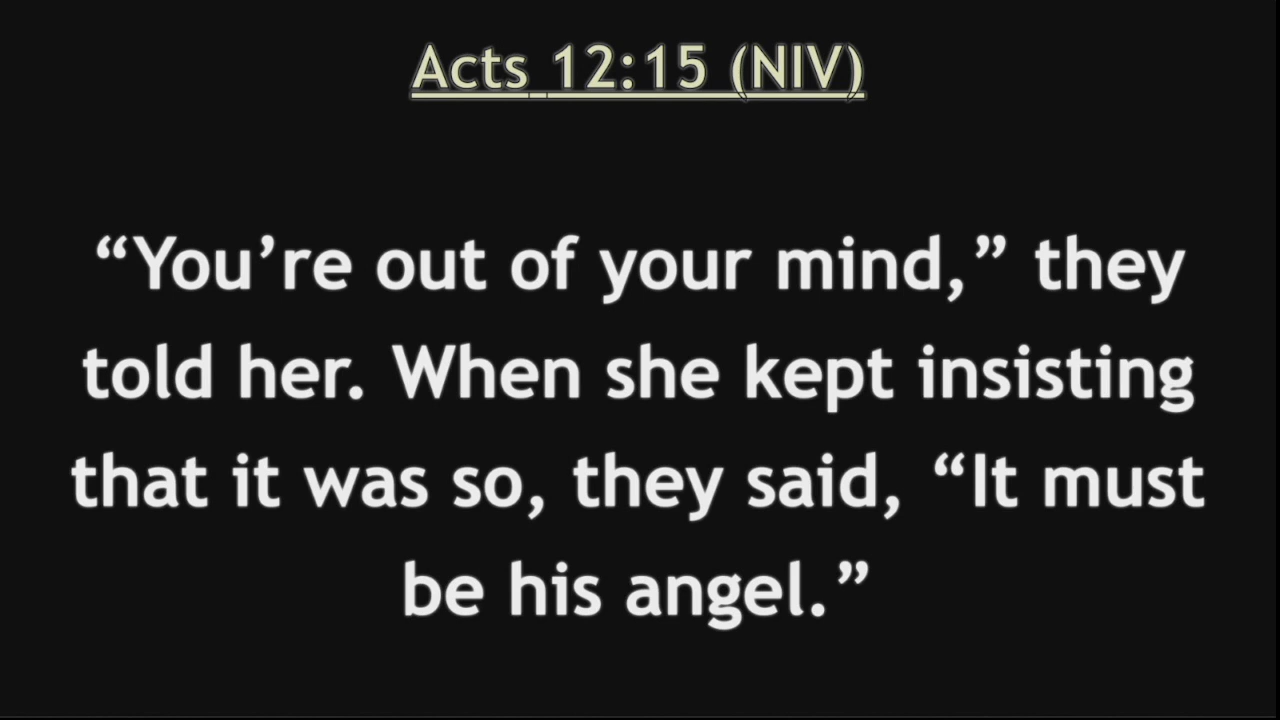 Acts 12:15 (NIV)
“You’re out of your mind,” they
told her. When she kept insisting
that it was so, they said, “It must
be his angel.”